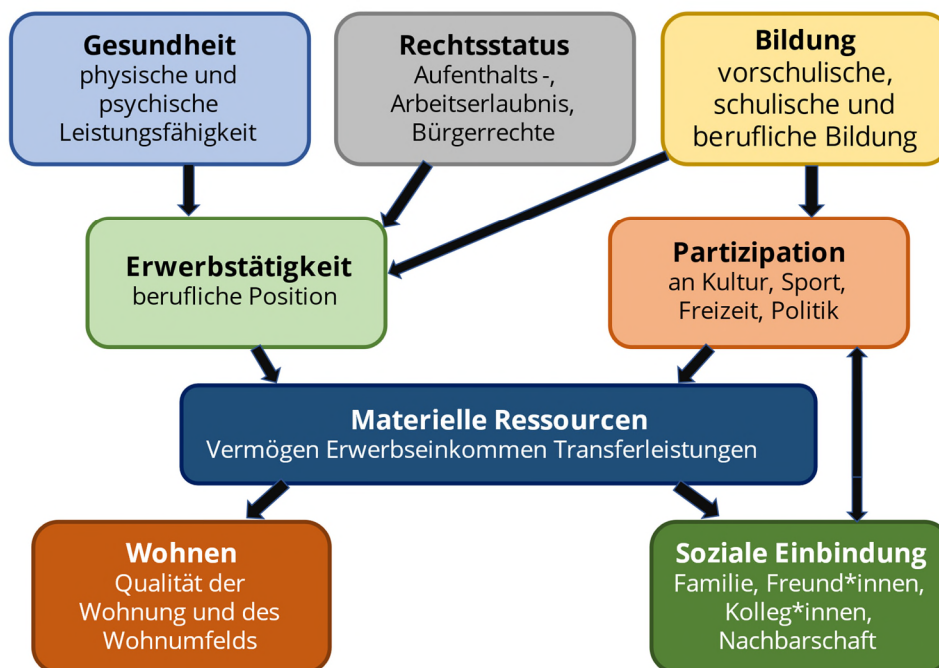 Gesundheit
physische und
psychische
Leistungsfähigkeit
Rechtsstatus
Aufenthalts-,
Arbeitserlaubnis,
Bürgerrechte
Bildung
vorschulische,
schulische und
berufliche Bildung
Erwerbstätigkeit
berufliche Position
Partizipation
an Kultur, Sport,
Freizeit, Politik
Materielle Ressourcen
Vermögen Erwerbseinkommen Transferleistungen
Wohnen
Qualität der
Wohnung und des
Wohnumfelds
Soziale Einbindung
Familie, Freund*innen,
Kolleg*innen,
Nachbarschaft